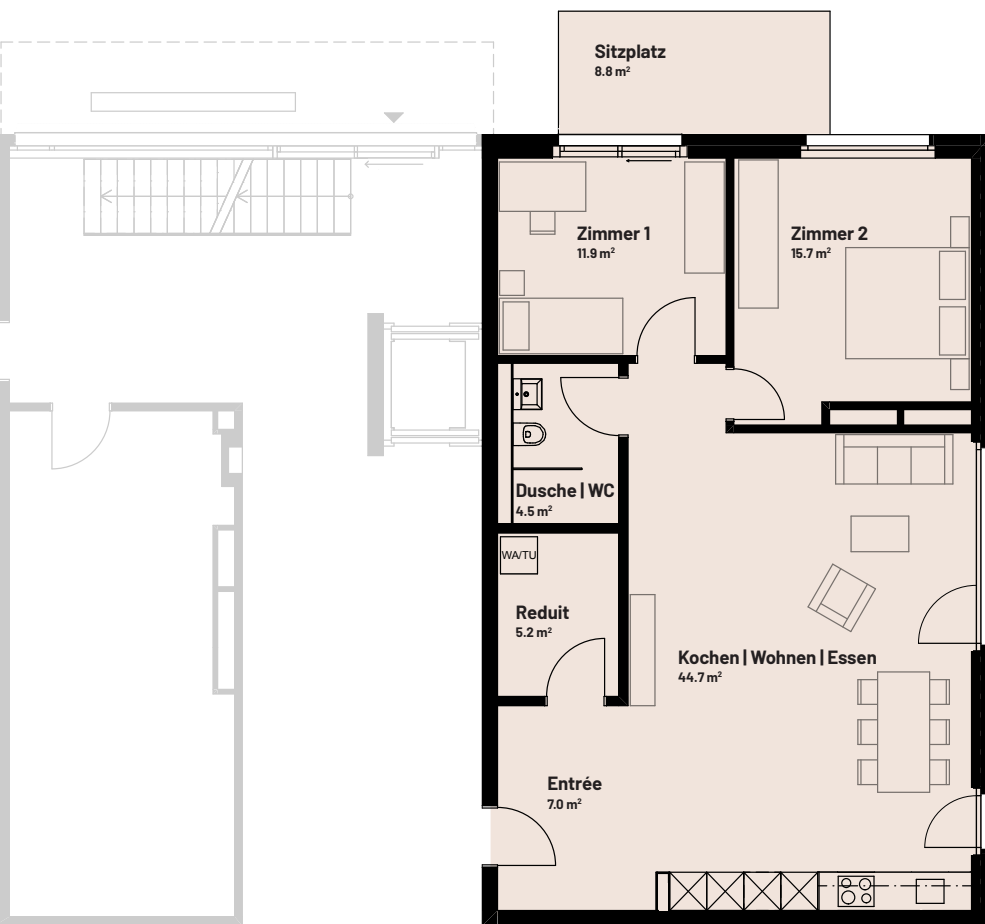 Sitzplatz
8.8 m²
Zimmer 1
11.9 m²
Zimmer 2
15.7 m²
Dusche | WC
4.5 m²
WA/TU
Reduit
5.2 m²
Kochen | Wohnen | Essen
44.7 m²
Entrée
7.0 m²